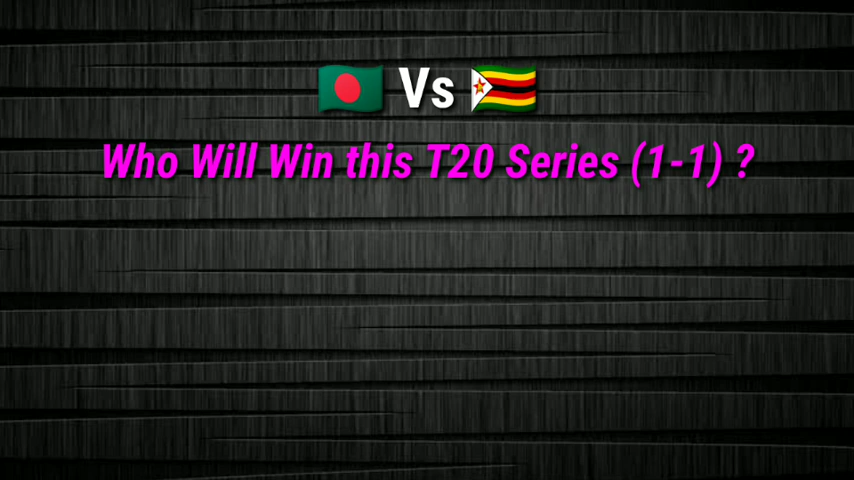 🇧🇩 Vs 🇿🇼
Who Will Win this T20 Series (1-1) ?